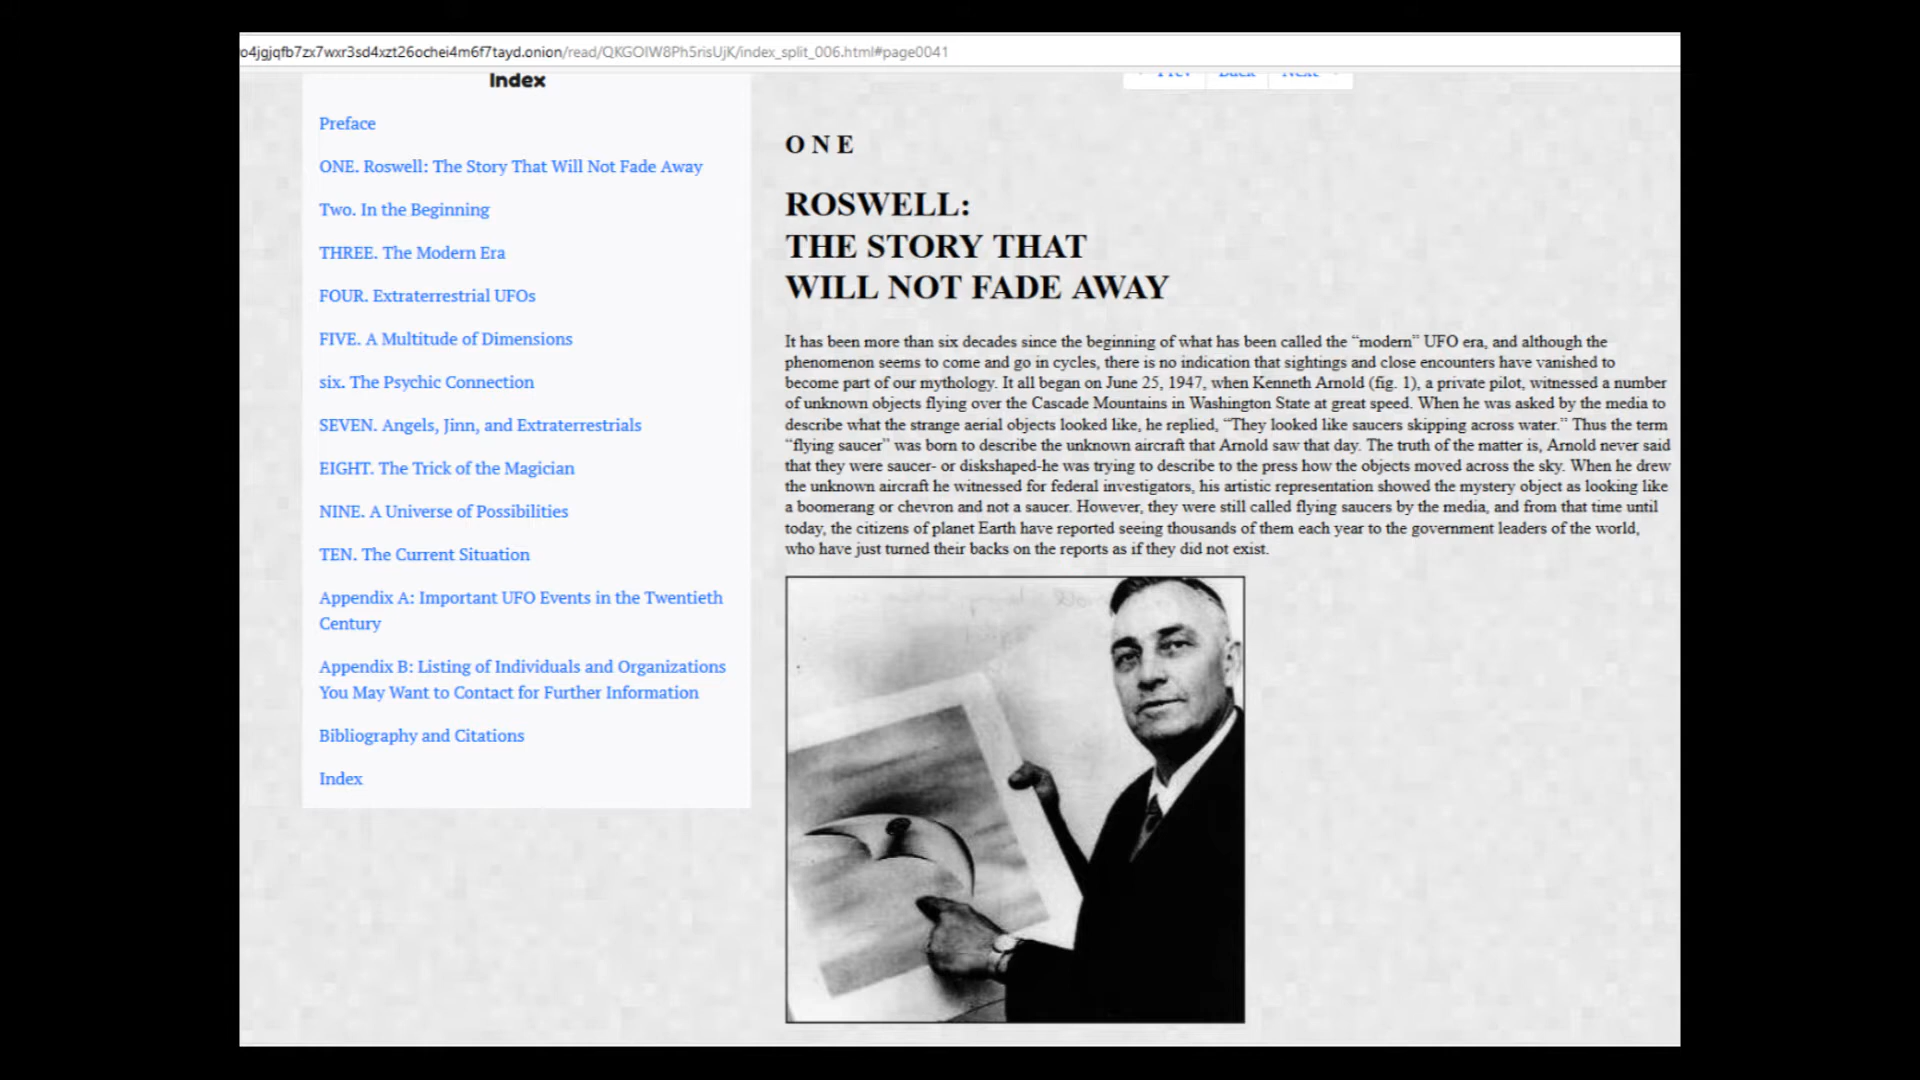 o4jgjqfb7zx7wxr3sd4xzt26ochei4m6f7tayd.onion/read/QKGOIW8Ph5risUjK/index_split_006.html#page0041
Index
Preface
ONE. Roswell: The Story That Will Not Fade Away
Two. In the Beginning
THREE. The Modern Era
FOUR. Extraterrestrial UFOs
FIVE. A Multitude of Dimensions
six. The Psychic Connection
SEVEN. Angels, Jinn, and Extraterrestrials
EIGHT. The Trick of the Magician
NINE. A Universe of Possibilities
TEN. The Current Situation
Appendix A: Important UFO Events in the Twentieth
Century
Appendix B: Listing of Individuals and Organizations
You May Want to Contact for Further Information
Bibliography and Citations
Index
Prev Back Next
O N E
ROSWELL:
THE STORY THAT
WILL NOT FADE AWAY
It has been more than six decades since the beginning of what has been called the “modern” UFO era, and although the
phenomenon seems to come and go in cycles, there is no indication that sightings and close encounters have vanished to
become part of our mythology. It all began on June 25, 1947, when Kenneth Arnold (fig. 1), a private pilot, witnessed a number
of unknown objects flying over the Cascade Mountains in Washington State at great speed. When he was asked by the media to
describe what the strange aerial objects looked like, he replied, “They looked like saucers skipping across water.” Thus the term
“flying saucer” was born to describe the unknown aircraft that Arnold saw that day. The truth of the matter is, Arnold never said
that they were saucer- or diskshaped-he was trying to describe to the press how the objects moved across the sky. When he drew
the unknown aircraft he witnessed for federal investigators, his artistic representation showed the mystery object as looking like
a boomerang or chevron and not a saucer. However, they were still called flying saucers by the media, and from that time until
today, the citizens of planet Earth have reported seeing thousands of them each year to the government leaders of the world,
who have just turned their backs on the reports as if they did not exist.